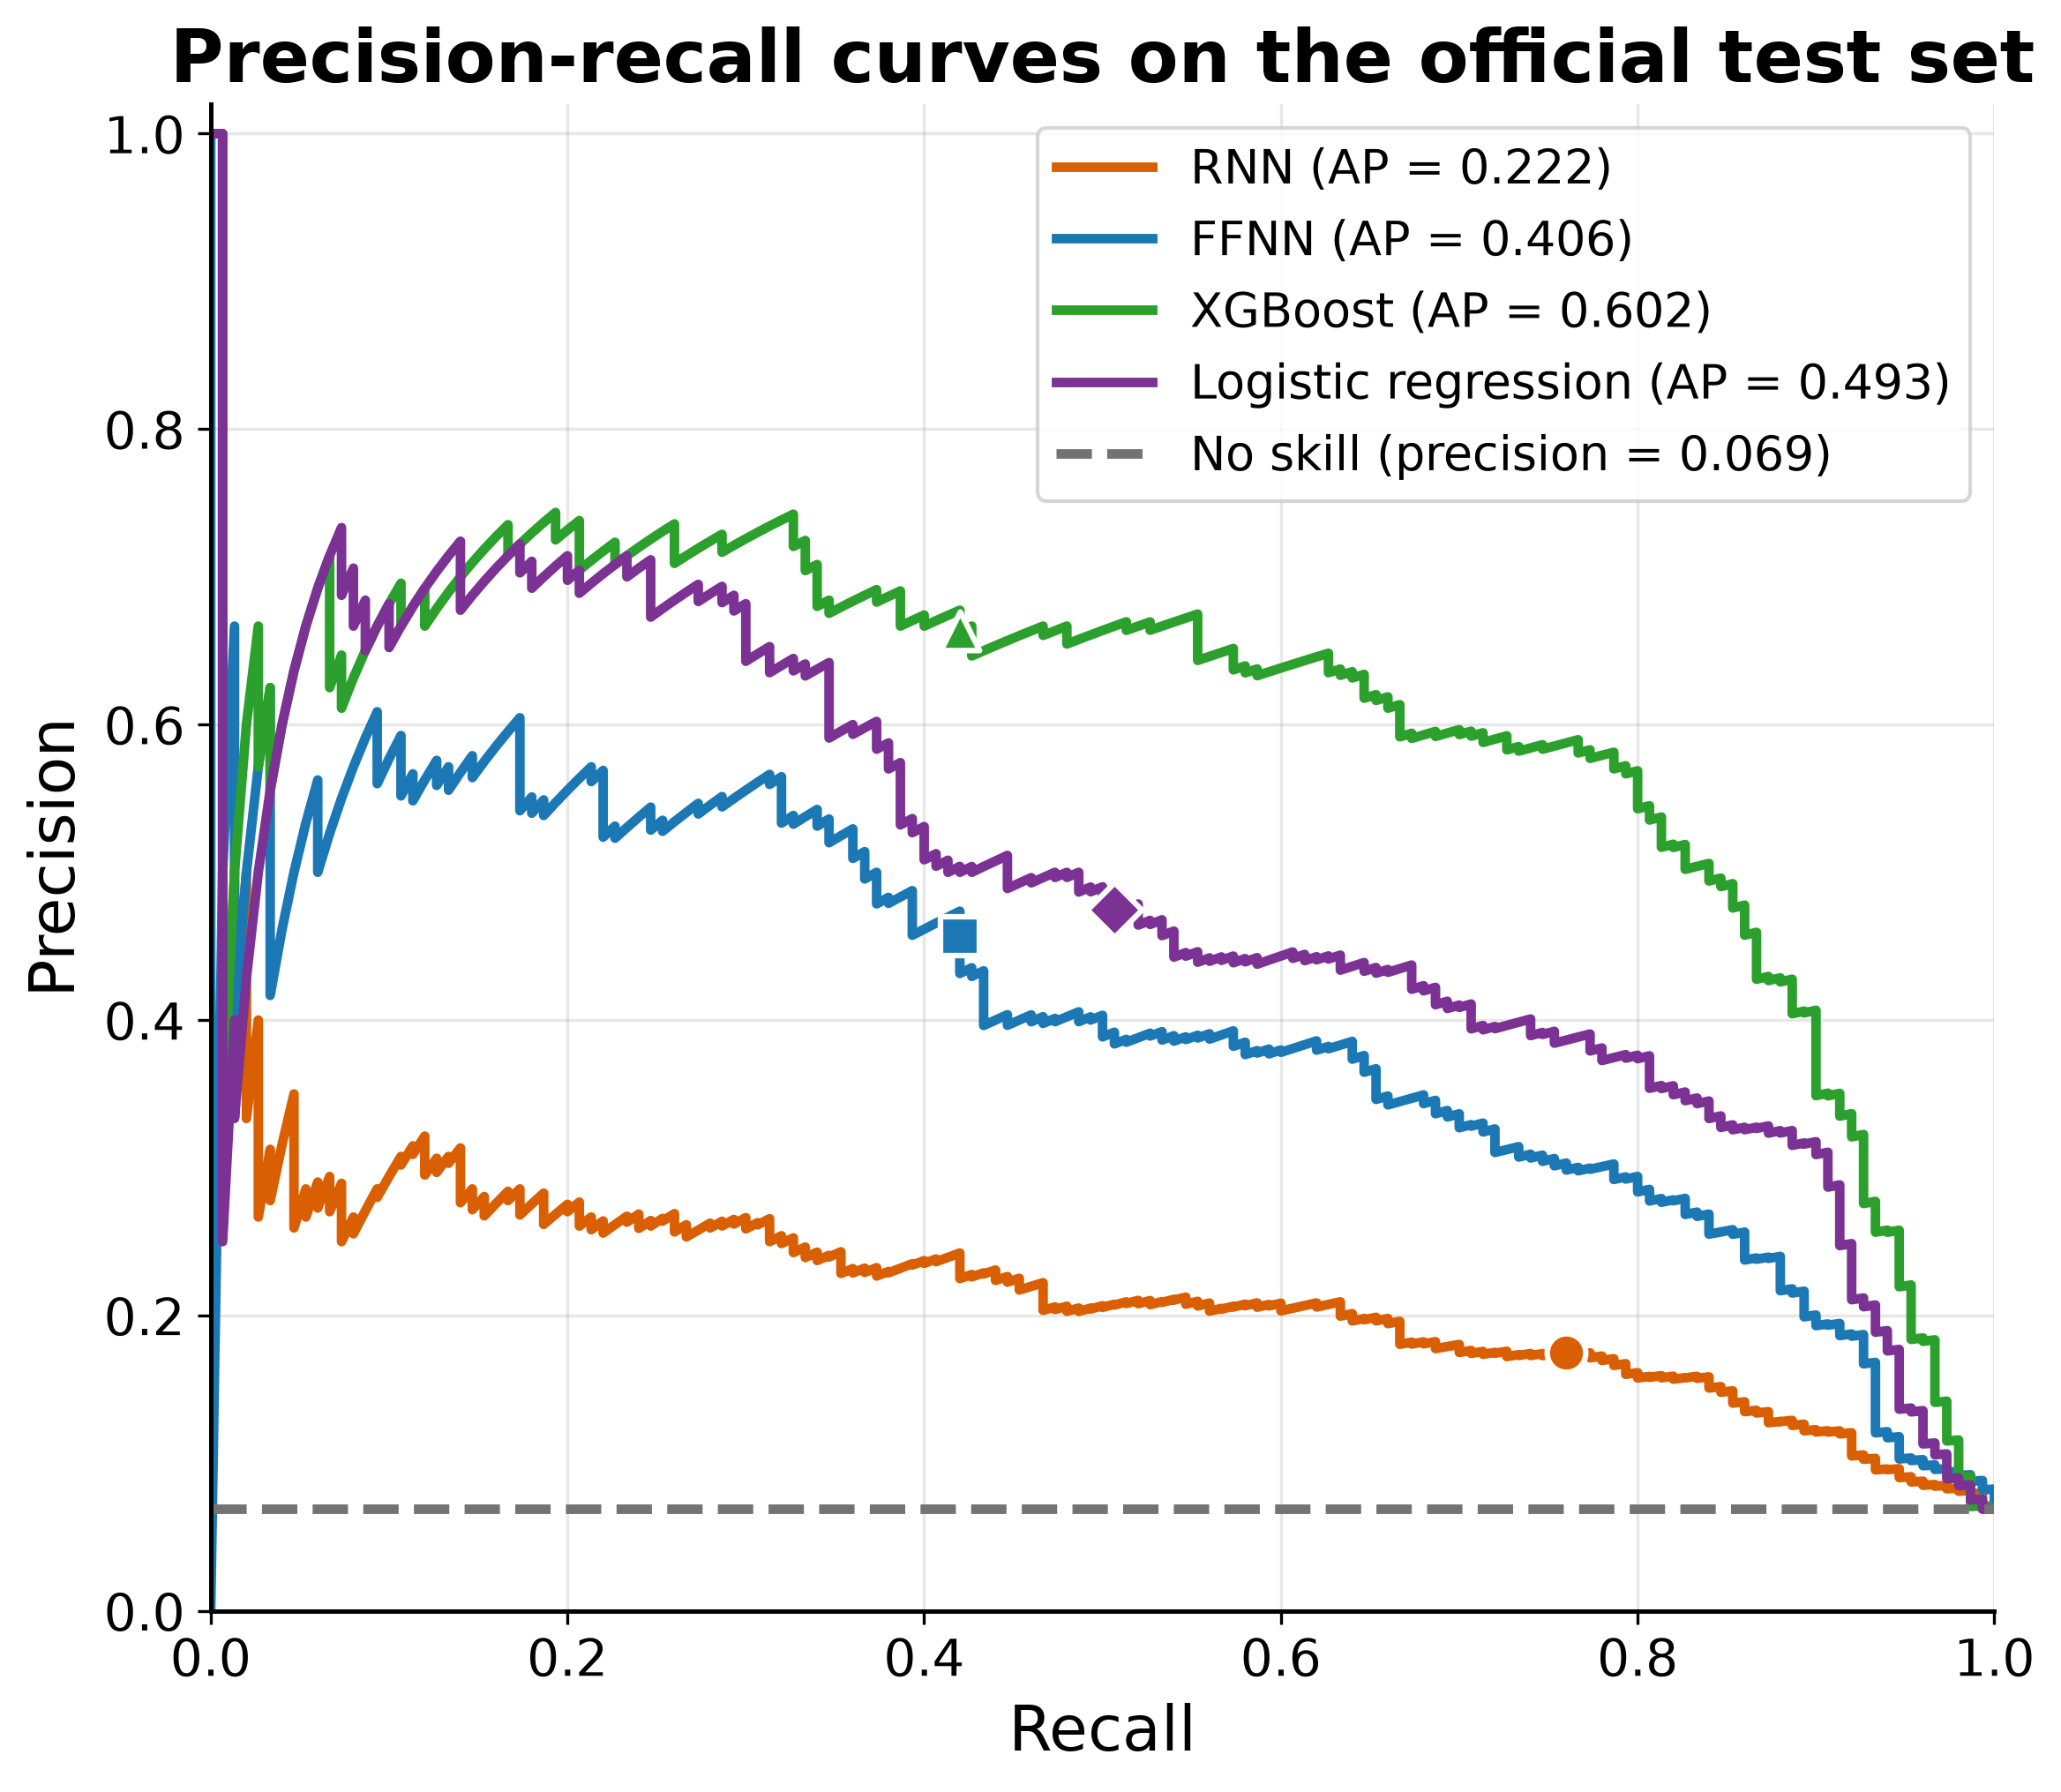 Precision-recall curves on the official test set
RNN (AP = 0.222)
FFNN (AP = 0.406)
XGBoost (AP = 0.602)
Logistic regression (AP = 0.493)
No skill (precision = 0.069)
Precision
1.0
0.8
0.6
0.4
0.2
0.0
0.0 0.2 0.4 0.6 0.8 1.0
Recall